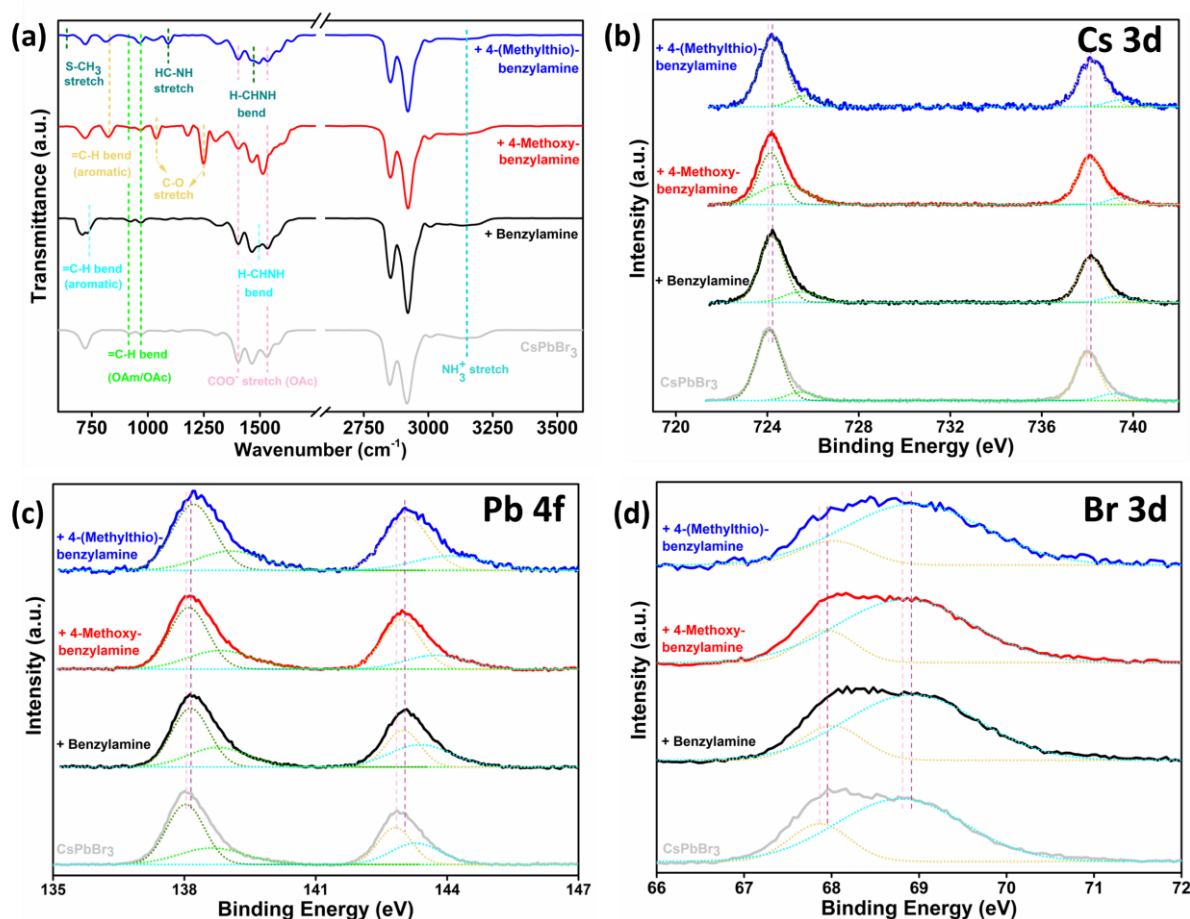 (a)
+ 4-(Methylthio)-
benzylamine
S-CH3
stretch
HC-NH
stretch
H-CHNH
bend
+ 4-Methoxy-
benzylamine
=C-H bend
(aromatic)
C-O
stretch
+ Benzylamine
=C-H bend
(aromatic)
H-CHNH
bend
CsPbBr3
=C-H bend
(OAm/OAc)
COO- stretch (OAc)
NH3+ stretch
Transmittance (a.u.)
750 1000 1250 1500 2750 3000 3250 3500
Wavenumber (cm-1)
(b)
Cs 3d
+ 4-(Methylthio)-
benzylamine
+ 4-Methoxy-
benzylamine
+ Benzylamine
CsPbBr3
Intensity (a.u.)
720 724 728 732 736 740
Binding Energy (eV)
(c)
Pb 4f
+ 4-(Methylthio)-
benzylamine
+ 4-Methoxy-
benzylamine
+ Benzylamine
CsPbBr3
Intensity (a.u.)
135 138 141 144 147
Binding Energy (eV)
(d)
Br 3d
+ 4-(Methylthio)-
benzylamine
+ 4-Methoxy-
benzylamine
+ Benzylamine
CsPbBr3
Intensity (a.u.)
66 67 68 69 70 71 72
Binding Energy (eV)